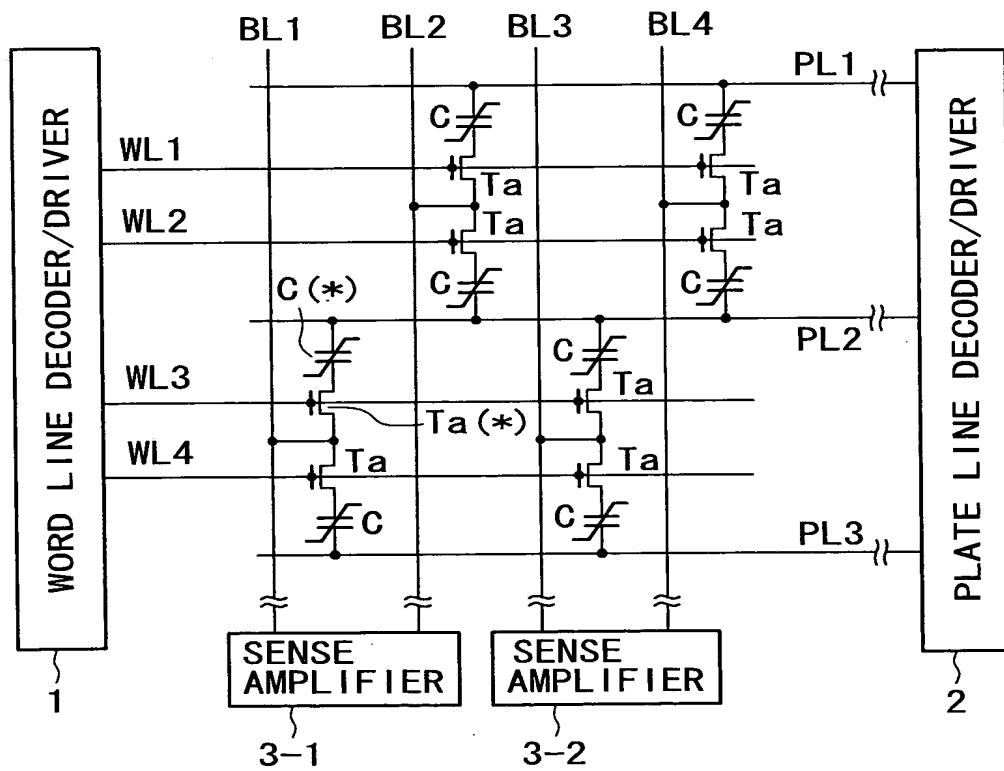 BL1 BL2 BL3 BL4
PL1
C C
WL1
Ta Ta
WL2
Ta Ta
C C
C(*)
PL2
C
WL3
Ta
Ta(*)
WL4
Ta Ta
C C
PL3
WORD LINE DECODER/DRIVER
PLATE LINE DECODER/DRIVER
SENSE
AMPLIFIER
SENSE
AMPLIFIER
1
3-1
3-2
2